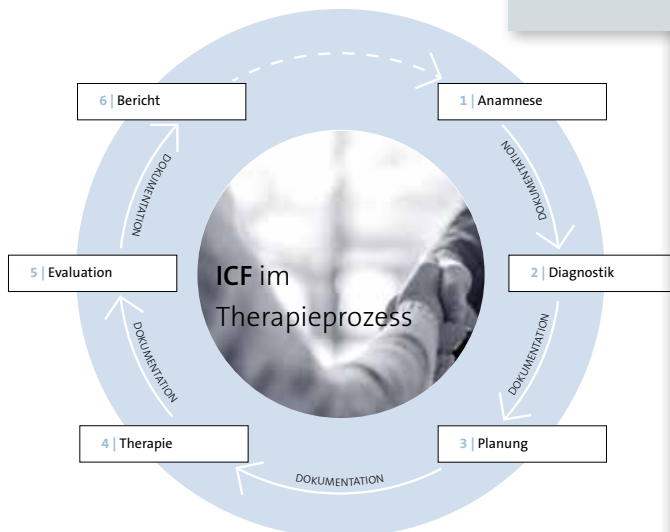 1 | Anamnese
DOKUMENTATION
2 | Diagnostik
DOKUMENTATION
3 | Planung
DOKUMENTATION
4 | Therapie
DOKUMENTATION
5 | Evaluation
DOKUMENTATION
6 | Bericht
ICF im
Therapieprozess